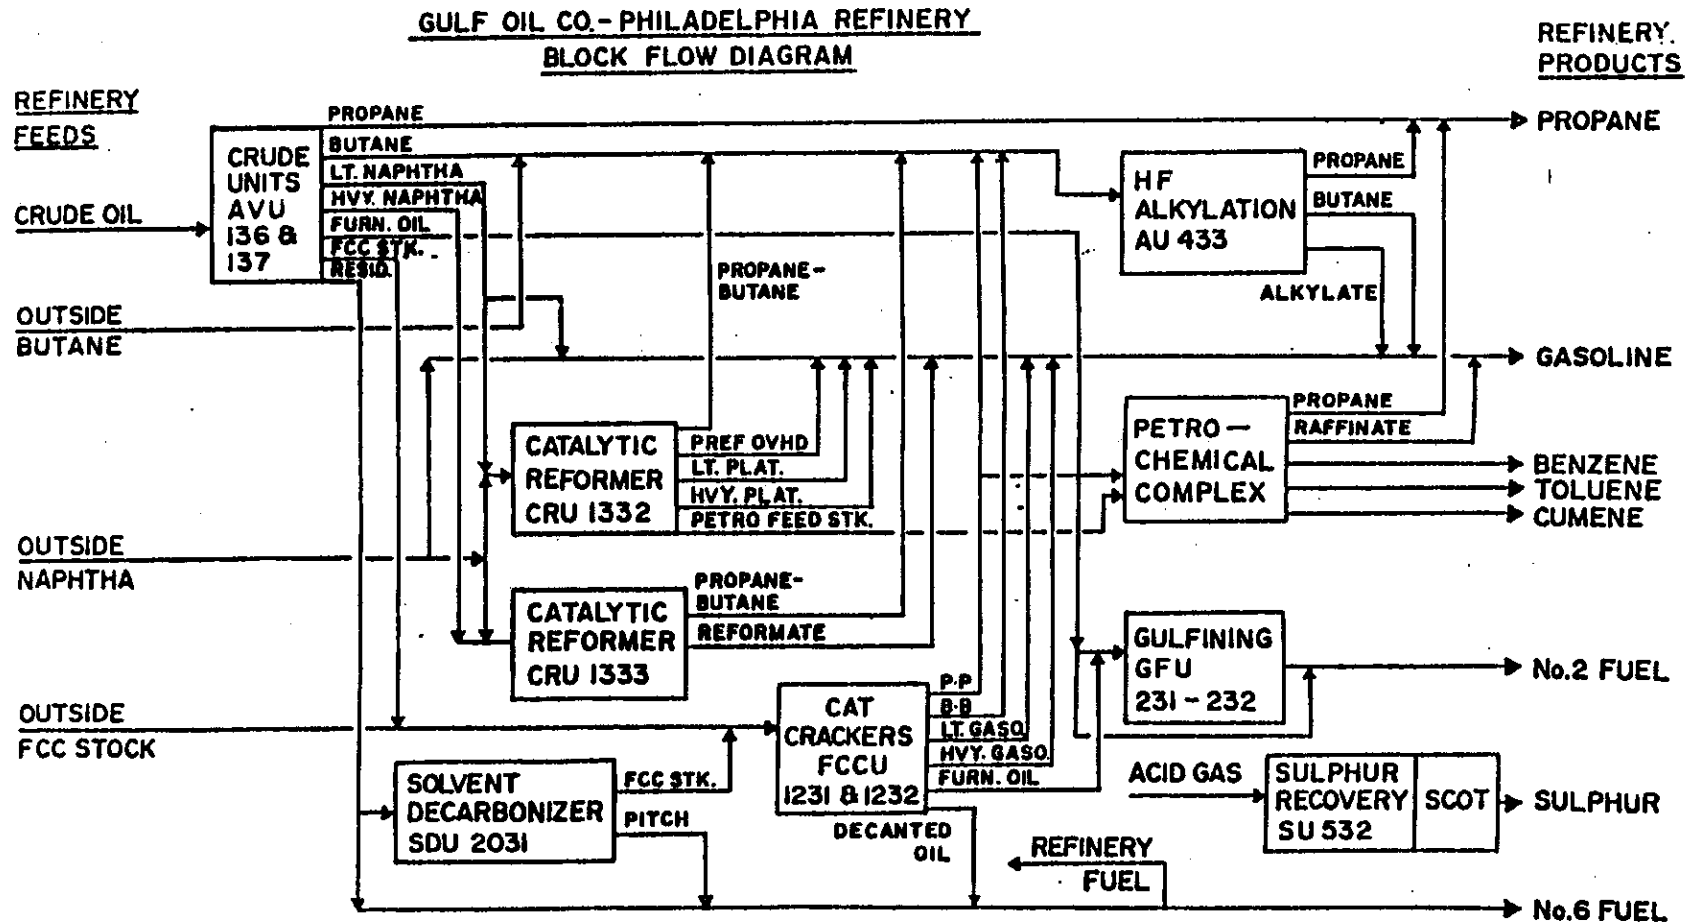 GULF OIL CO.-PHILADELPHIA REFINERY
BLOCK FLOW DIAGRAM
REFINERY
FEEDS
REFINERY.
PRODUCTS
CRUDE OIL
OUTSIDE
BUTANE
OUTSIDE
NAPHTHA
OUTSIDE
FCC STOCK
CRUDE
UNITS
AVU
136 &
137
PROPANE
BUTANE
LT. NAPHTHA
HVY. NAPHTHA
FURN. OIL
FCC STK.
RESID.
PROPANE-
BUTANE
HF
ALKYLATION
AU 433
PROPANE
BUTANE
ALKYLATE
CATALYTIC
REFORMER
CRU 1332
PREF OVHD
LT. PLAT.
HVY. PLAT.
PETRO FEED STK.
PETRO-
CHEMICAL
COMPLEX
PROPANE
RAFFINATE
CATALYTIC
REFORMER
CRU 1333
PROPANE-
BUTANE
REFORMATE
GULFINING
GFU
231-232
CAT
CRACKERS
FCCU
1231 & 1232
P-P
B-B
LT. GASO.
HVY. GASO.
FURN. OIL
DECANTED
OIL
SOLVENT
DECARBONIZER
SDU 2031
FCC STK.
PITCH
ACID GAS
SULPHUR
RECOVERY
SU 532
SCOT
REFINERY
FUEL
PROPANE
GASOLINE
BENZENE
TOLUENE
CUMENE
No.2 FUEL
SULPHUR
No.6 FUEL